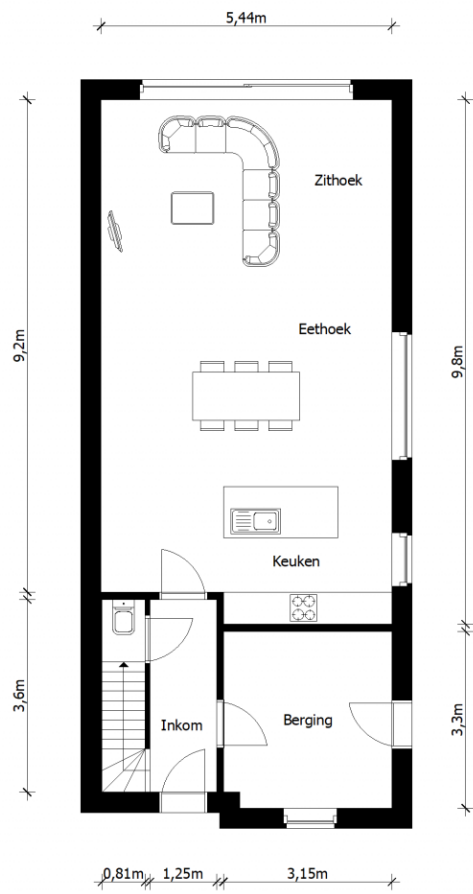 5,44m
Zithoek
Eethoek
9,2m
9,8m
Keuken
3,6m
Inkom
Berging
3,3m
0,81m
1,25m
3,15m